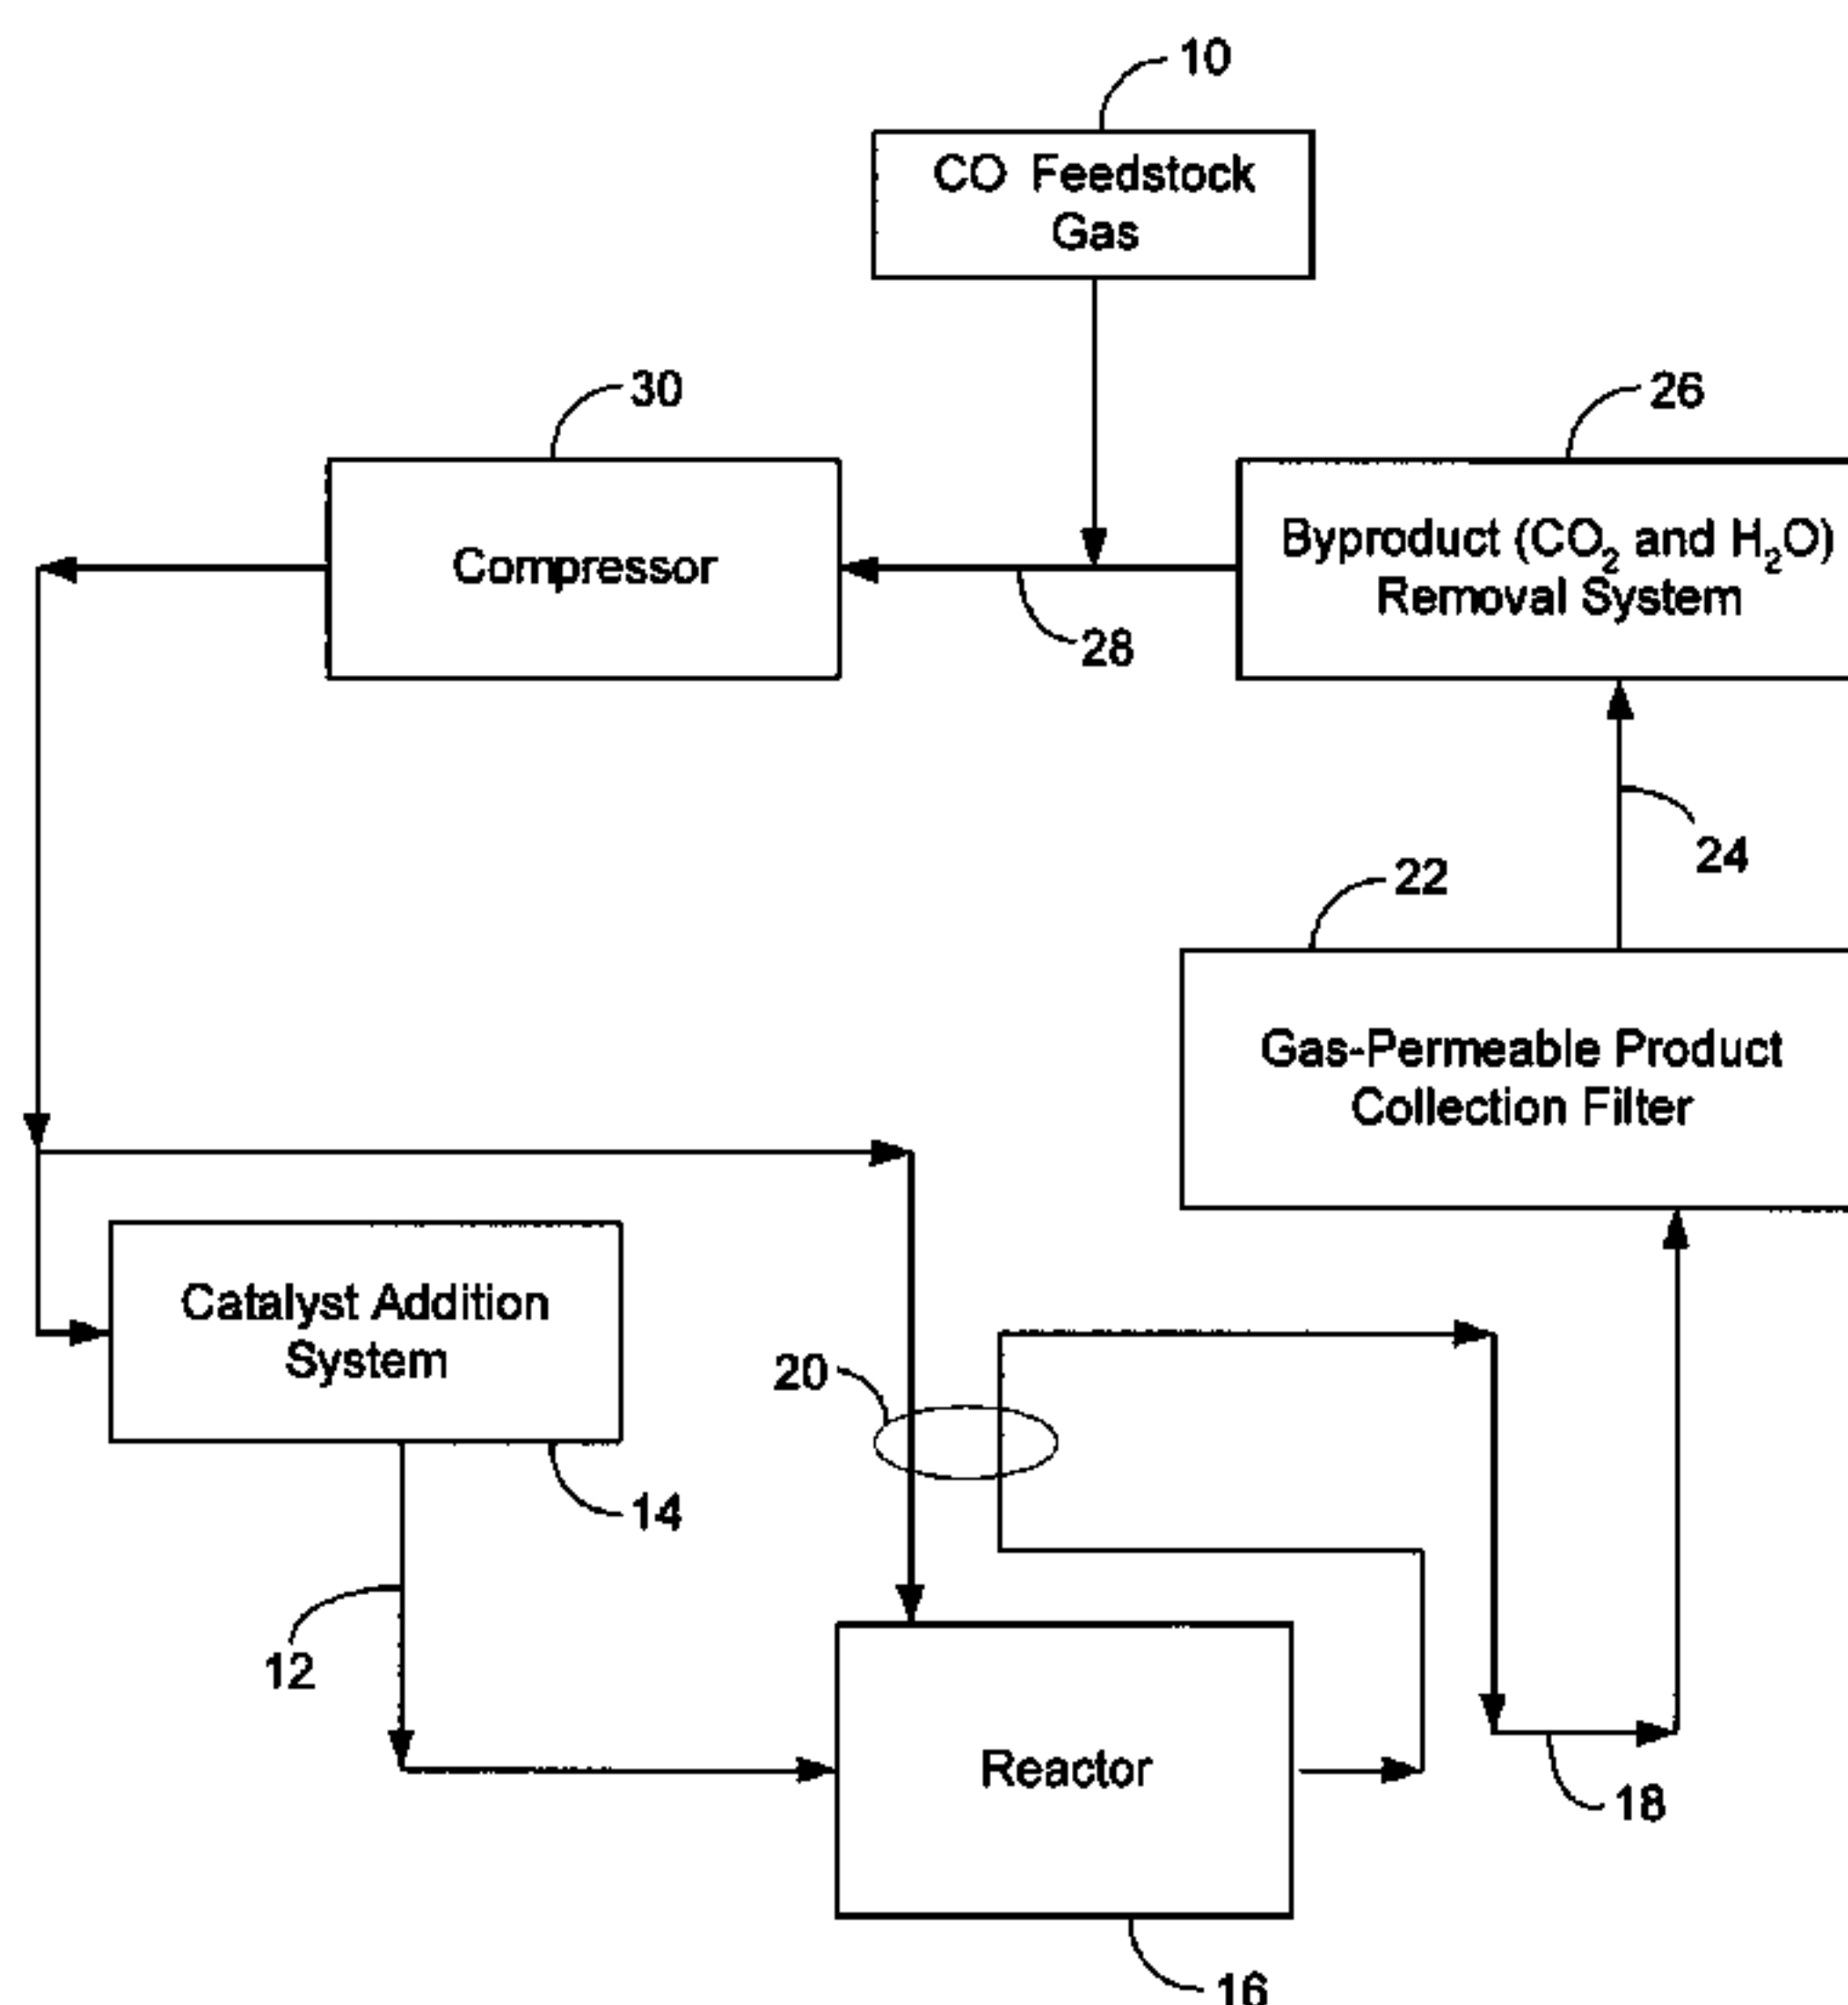 10
CO Feedstock
Gas
30
26
Compressor
Byproduct (CO₂ and H₂O)
Removal System
28
24
22
Gas-Permeable Product
Collection Filter
Catalyst Addition
System
20
14
12
Reactor
18
16